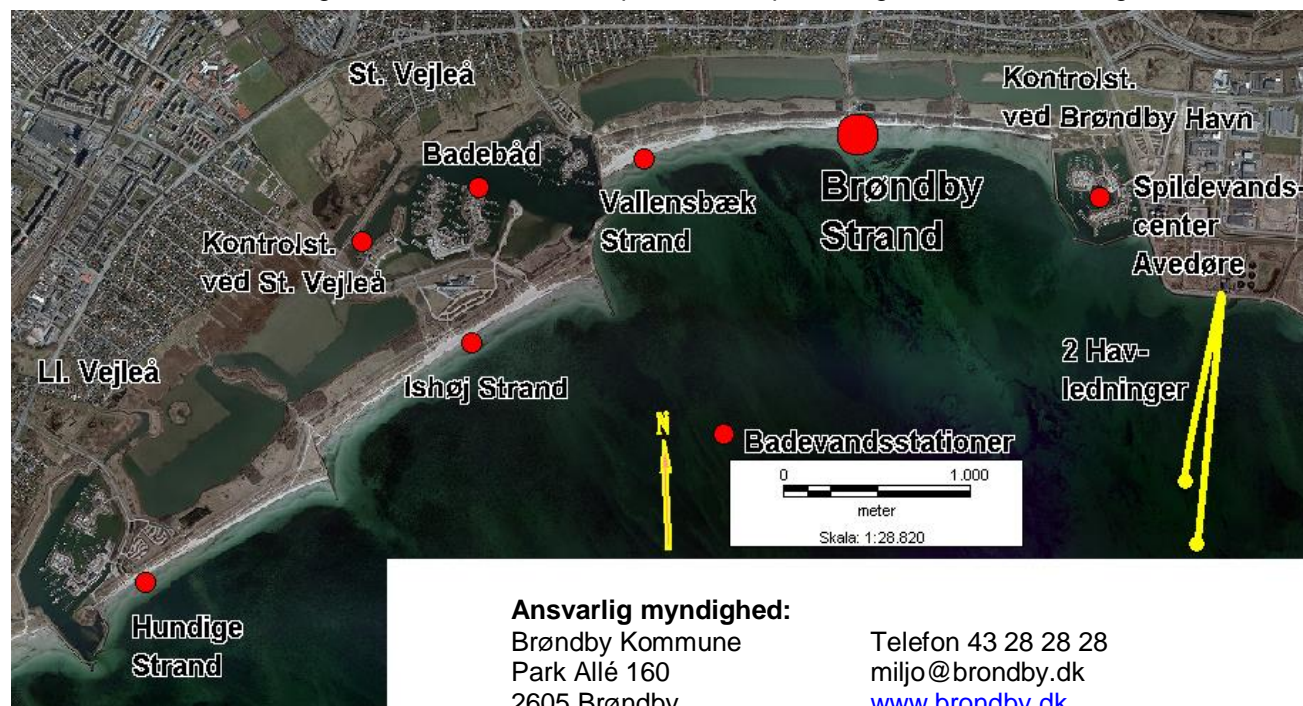 St. Vejleå
Kontrolst.
ved Brøndby Havn
Badebåd
Brøndby
Strand
Vallensbæk
Strand
Spildevands-
center
Avedøre
Kontrolst.
ved St. Vejleå
Ll. Vejleå
Ishøj Strand
2 Hav-
ledninger
N
Badevandsstationer
0 1.000
meter
Skala: 1:28.820
Hundige
Strand
Ansvarlig myndighed:
Brøndby Kommune Telefon 43 28 28 28
Park Allé 160 miljo@brondby.dk
2605 Brøndby www.brondby.dk